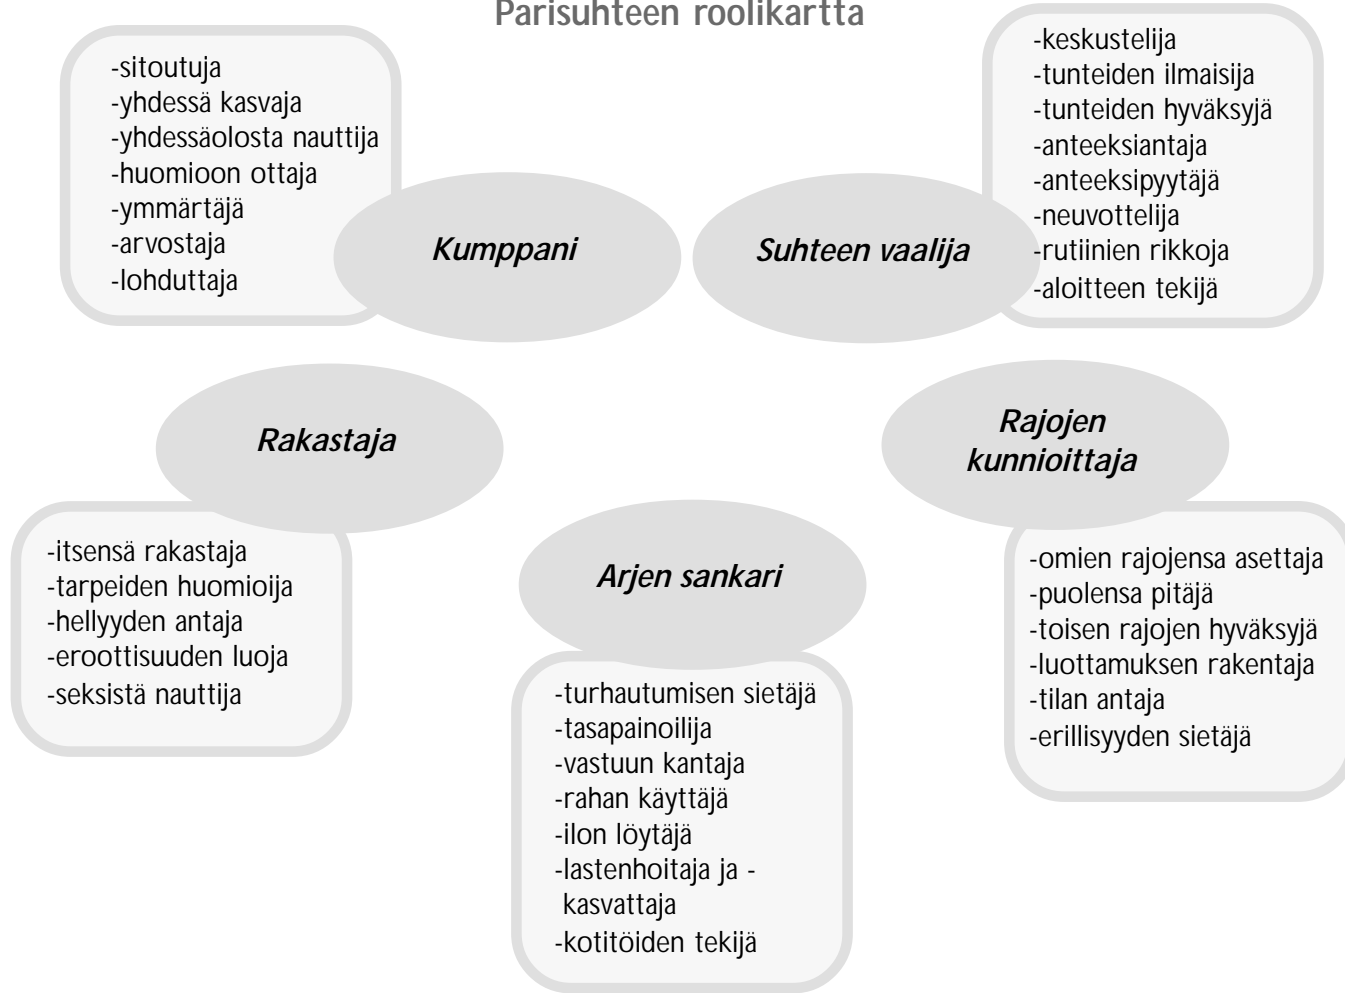 Parisuhteen roolikartta
-sitoutuja
-yhdessä kasvaja
-yhdessäolosta nauttija
-huomioon ottaja
-ymmärtäjä
-arvostaja
-lohduttaja
Kumppani
Suhteen vaalija
-keskustelija
-tunteiden ilmaisija
-tunteiden hyväksyjä
-anteeksiantaja
-anteeksipyytäjä
-neuvottelija
-rutiinien rikkoja
-aloitteen tekijä
Rakastaja
-itsensä rakastaja
-tarpeiden huomioija
-hellyyden antaja
-eroottisuuden luoja
-seksistä nauttija
Arjen sankari
-turhautumisen sietäjä
-tasapainoilija
-vastuun kantaja
-rahan käyttäjä
-ilon löytäjä
-lastenhoitaja ja -
kasvattaja
-kotitöiden tekijä
Rajojen
kunnioittaja
-omien rajojensa asettaja
-puolensa pitäjä
-toisen rajojen hyväksyjä
-luottamuksen rakentaja
-tilan antaja
-erillisyyden sietäjä